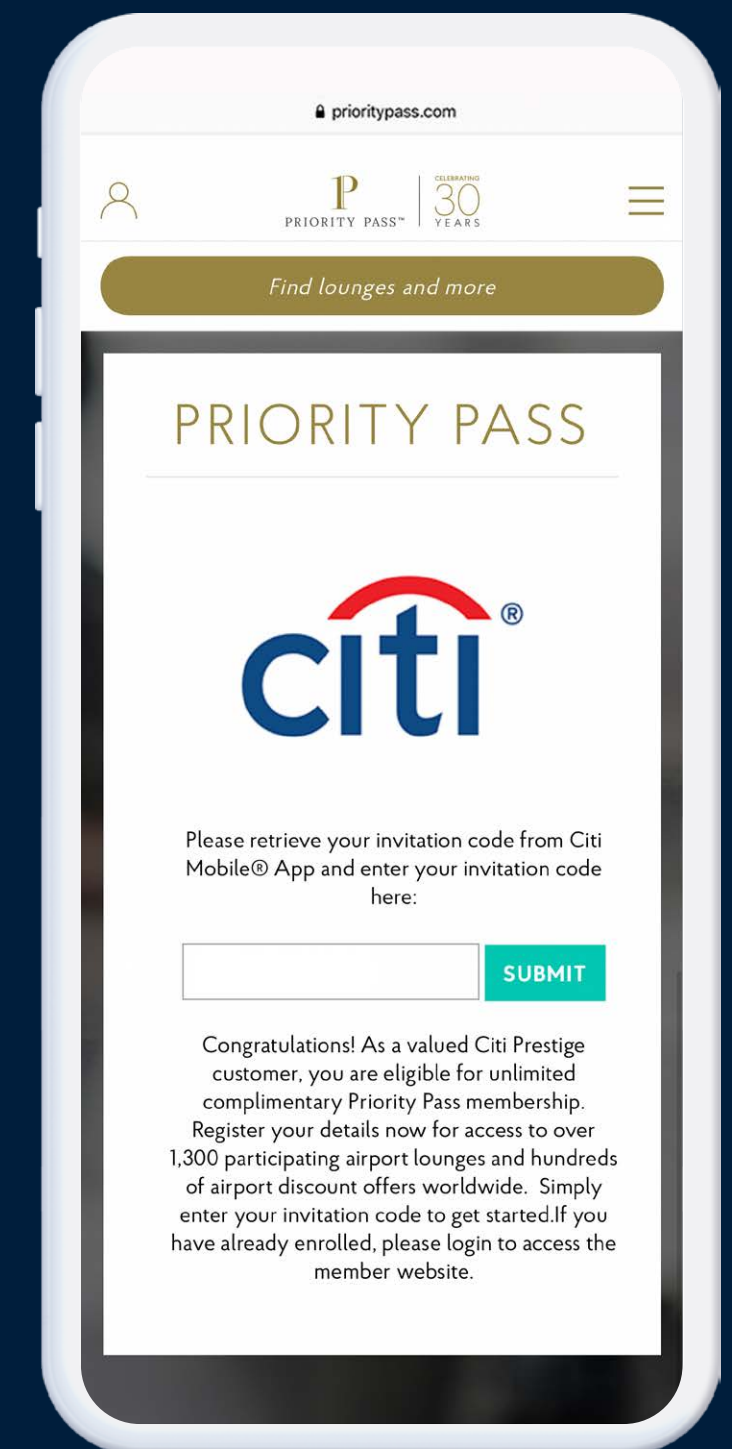 prioritypass.com
PRIORITY PASS™
CELEBRATING
30
YEARS
Find lounges and more
PRIORITY PASS
citi®
Please retrieve your invitation code from Citi
Mobile® App and enter your invitation code
here:
SUBMIT
Congratulations! As a valued Citi Prestige
customer, you are eligible for unlimited
complimentary Priority Pass membership.
Register your details now for access to over
1,300 participating airport lounges and hundreds
of airport discount offers worldwide.  Simply
enter your invitation code to get started.If you
have already enrolled, please login to access the
member website.